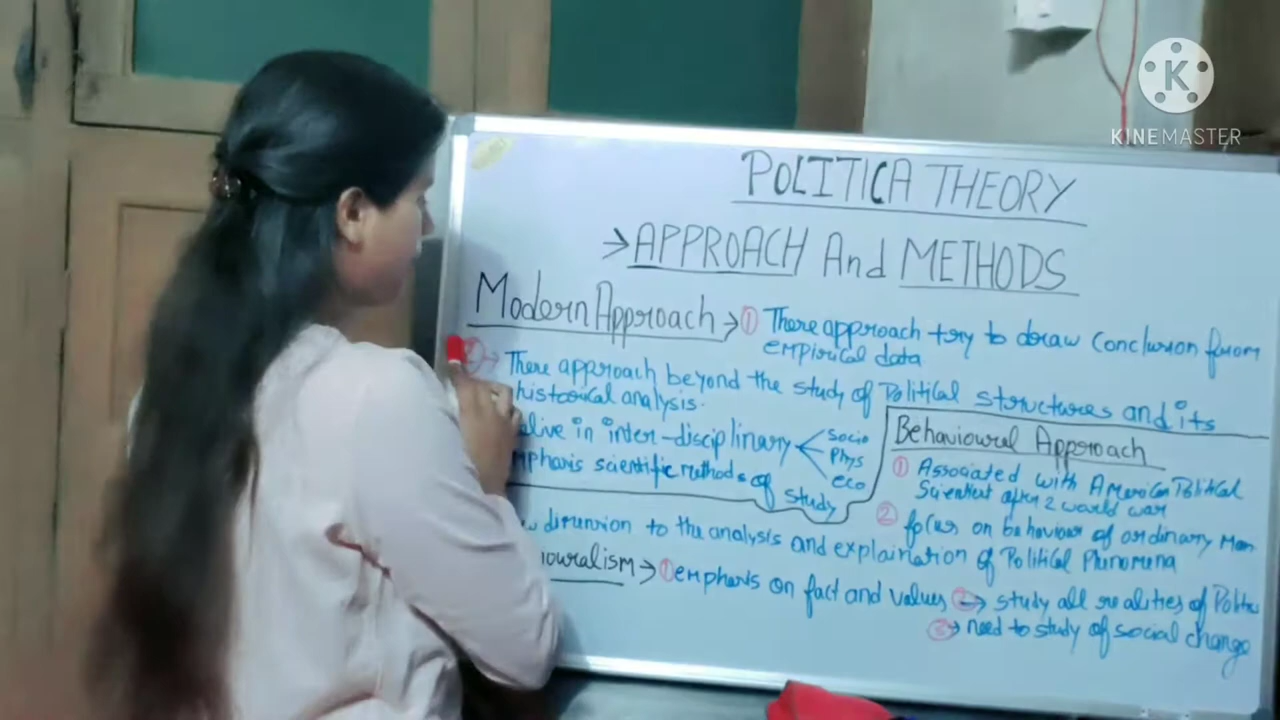 K
KINEMASTER
POLITICA THEORY
→ APPROACH And METHODS
Modern Approach → ① There approach try to draw Conclusion from
empirical data
②→ There approach beyond the study of Political structures and its
historical analysis.
in inter-disciplinary < Socio
Phys
eco
scientific methods of study
Behavioural Approach
① Associated with American Political
Scientist after 2 world war
② focus on behaviour of ordinary man
dimension to the analysis and explaination of Political Phenomena
→ ① emphasis on fact and values ②→ study all realities of
③→ need to study of social change